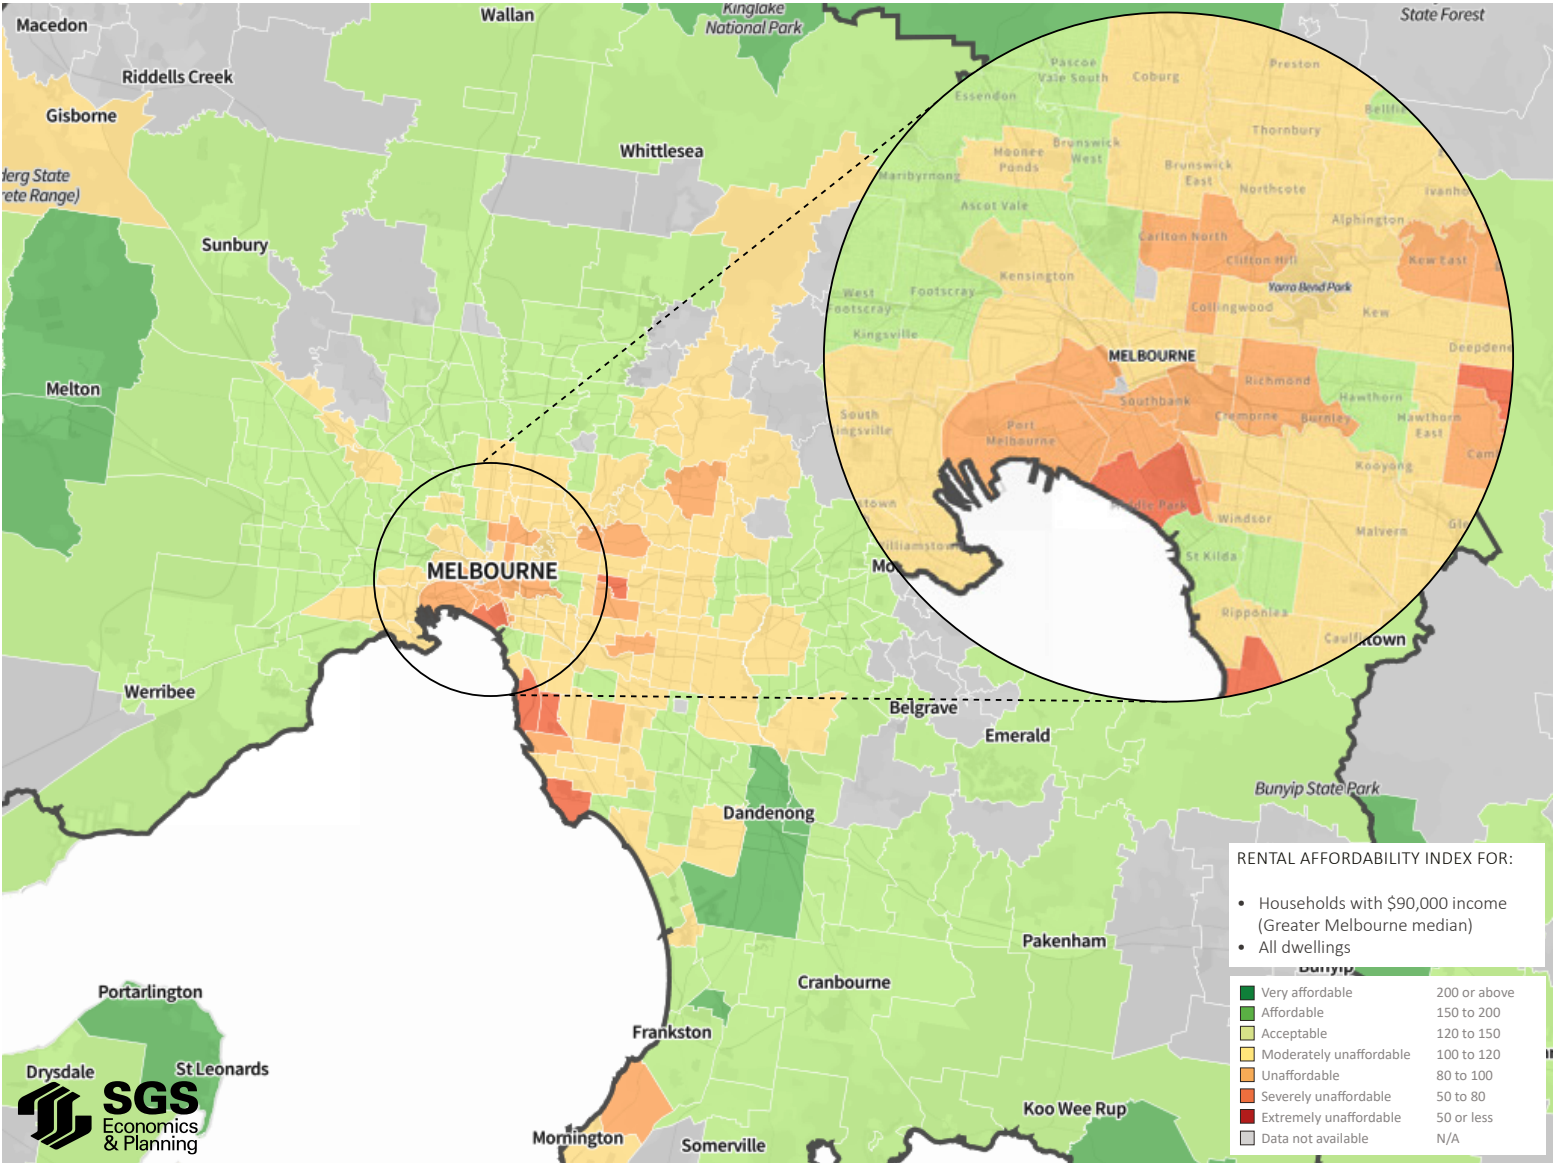 Macedon
Wallan
Kinglake
National Park
State Forest
Riddells Creek
Gisborne
Whittlesea
Sunbury
Melton
MELBOURNE
Werribee
Belgrave
Emerald
Bunyip State Park
Dandenong
Pakenham
Cranbourne
Frankston
Portarlington
St Leonards
Drysdale
Mornington
Somerville
Koo Wee Rup
Bunyip
Pascoe
Vale South
Coburg
Preston
Essendon
Thornbury
Moonee
Ponds
Brunswick
West
Brunswick
East
Maribyrnong
Northcote
Ascot Vale
Alphington
Carlton North
Clifton Hill
Kew East
Kensington
Yarra Bend Park
West
Footscray
Collingwood
Kew
Kingsville
MELBOURNE
Deepdene
Richmond
Southbank
Hawthorn
Cremorne
Burnley
Hawthorn
East
South
Port
Melbourne
Kooyong
Middle Park
Windsor
Malvern
St Kilda
Ripponlea
RENTAL AFFORDABILITY INDEX FOR:
• Households with $90,000 income
(Greater Melbourne median)
• All dwellings
Very affordable 200 or above
Affordable 150 to 200
Acceptable 120 to 150
Moderately unaffordable 100 to 120
Unaffordable 80 to 100
Severely unaffordable 50 to 80
Extremely unaffordable 50 or less
Data not available N/A
SGS
Economics
& Planning